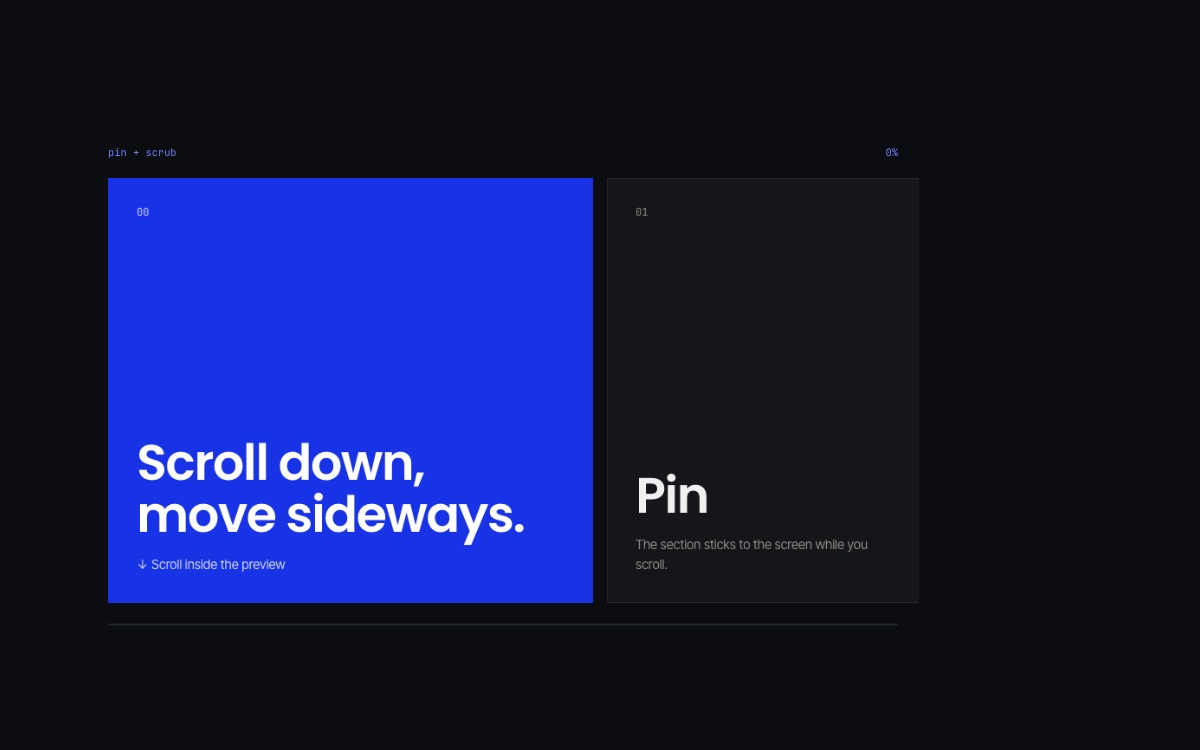 pin + scrub
0%
00
Scroll down,
move sideways.
↓ Scroll inside the preview
01
Pin
The section sticks to the screen while you
scroll.